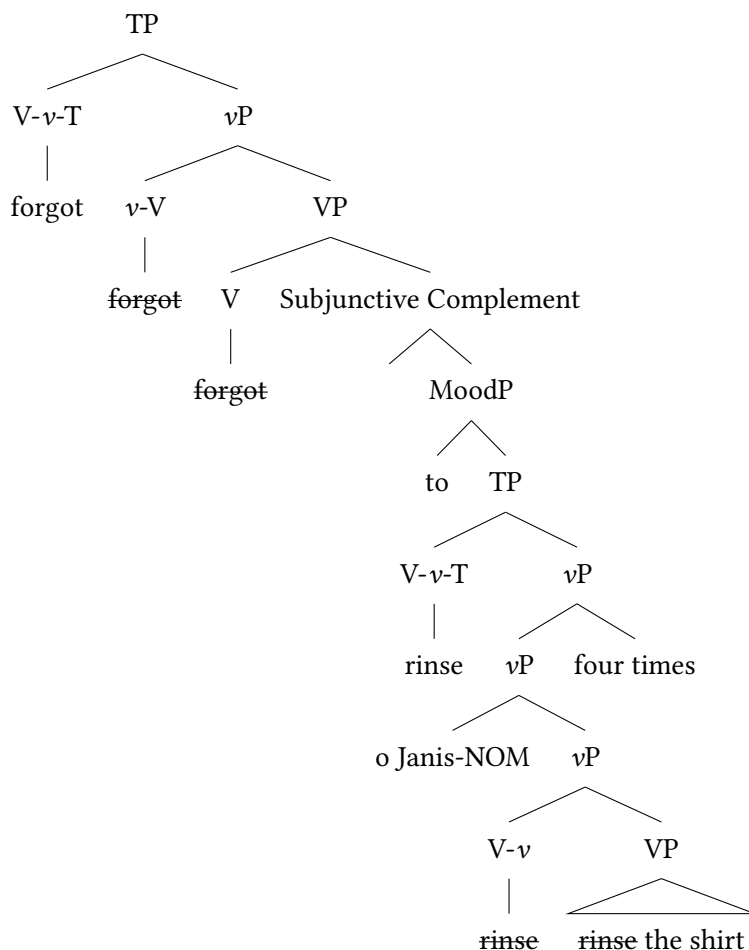 TP
V-v-T vP
forgot v-V VP
forgot V Subjunctive Complement
forgot MoodP
to TP
V-v-T vP
rinse vP four times
o Janis-NOM vP
V-v VP
rinse rinse the shirt